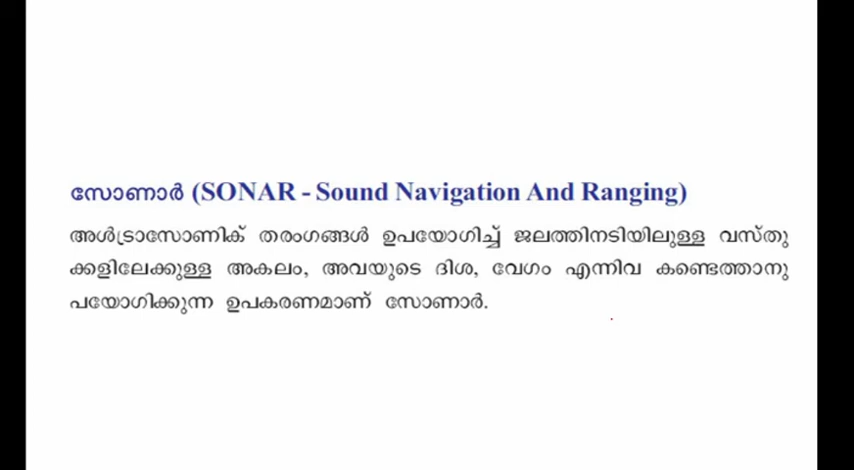 സോണാർ (SONAR - Sound Navigation And Ranging)
അൾട്രാസോണിക് തരംഗങ്ങൾ ഉപയോഗിച്ച് ജലത്തിനടിയിലുള്ള വസ്തു
ക്കളിലേക്കുള്ള അകലം, അവയുടെ ദിശ, വേഗം എന്നിവ കണ്ടെത്താനു
പയോഗിക്കുന്ന ഉപകരണമാണ് സോണാർ.